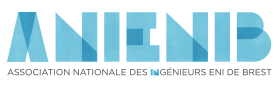 ANIENIB
ASSOCIATION NATIONALE DES INGÉNIEURS ENI DE BREST